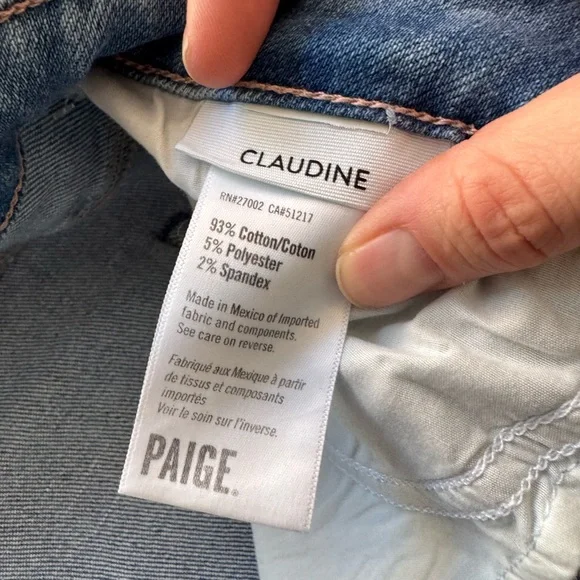 CLAUDINE
RN#27002 CA#51217
93% Cotton/Coton
5% Polyester
2% Spandex
Made in Mexico of Imported
fabric and components.
See care on reverse.
Fabriqué aux Mexique à partir
de tissus et composants
importés
Voir le soin sur l'inverse.
PAIGE.